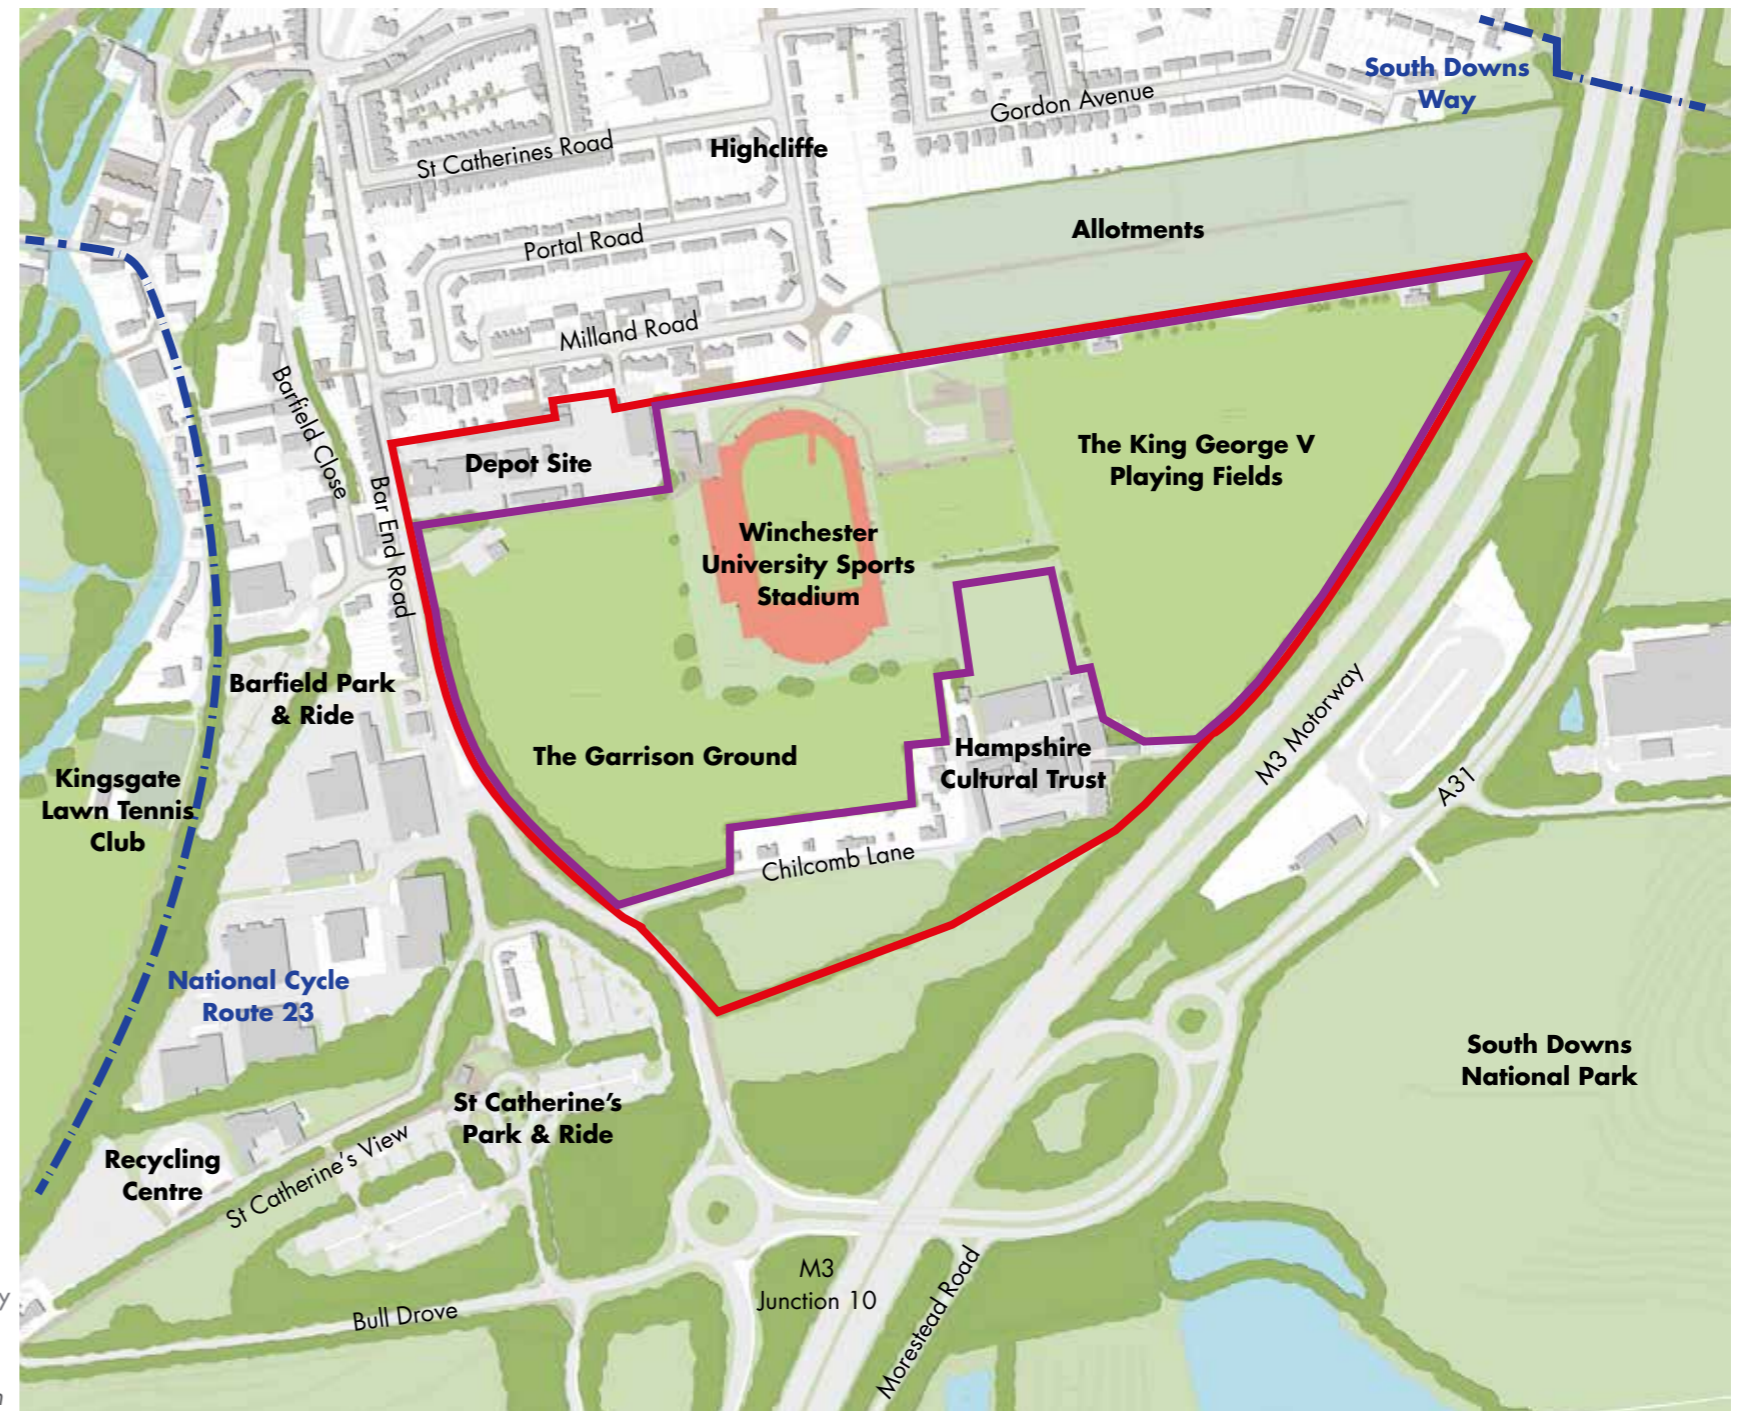 South Downs
Way
Gordon Avenue
St Catherines Road
Highcliffe
Allotments
Portal Road
Milland Road
Barfield Close
Depot Site
Bar End Road
The King George V
Playing Fields
Winchester
University Sports
Stadium
Barfield Park
& Ride
The Garrison Ground
Hampshire
Cultural Trust
M3 Motorway
A31
Kingsgate
Lawn Tennis
Club
Chilcomb Lane
National Cycle
Route 23
South Downs
National Park
St Catherine's
Park & Ride
Recycling
Centre
St Catherine's View
M3
Junction 10
Bull Drove
Morestead Road